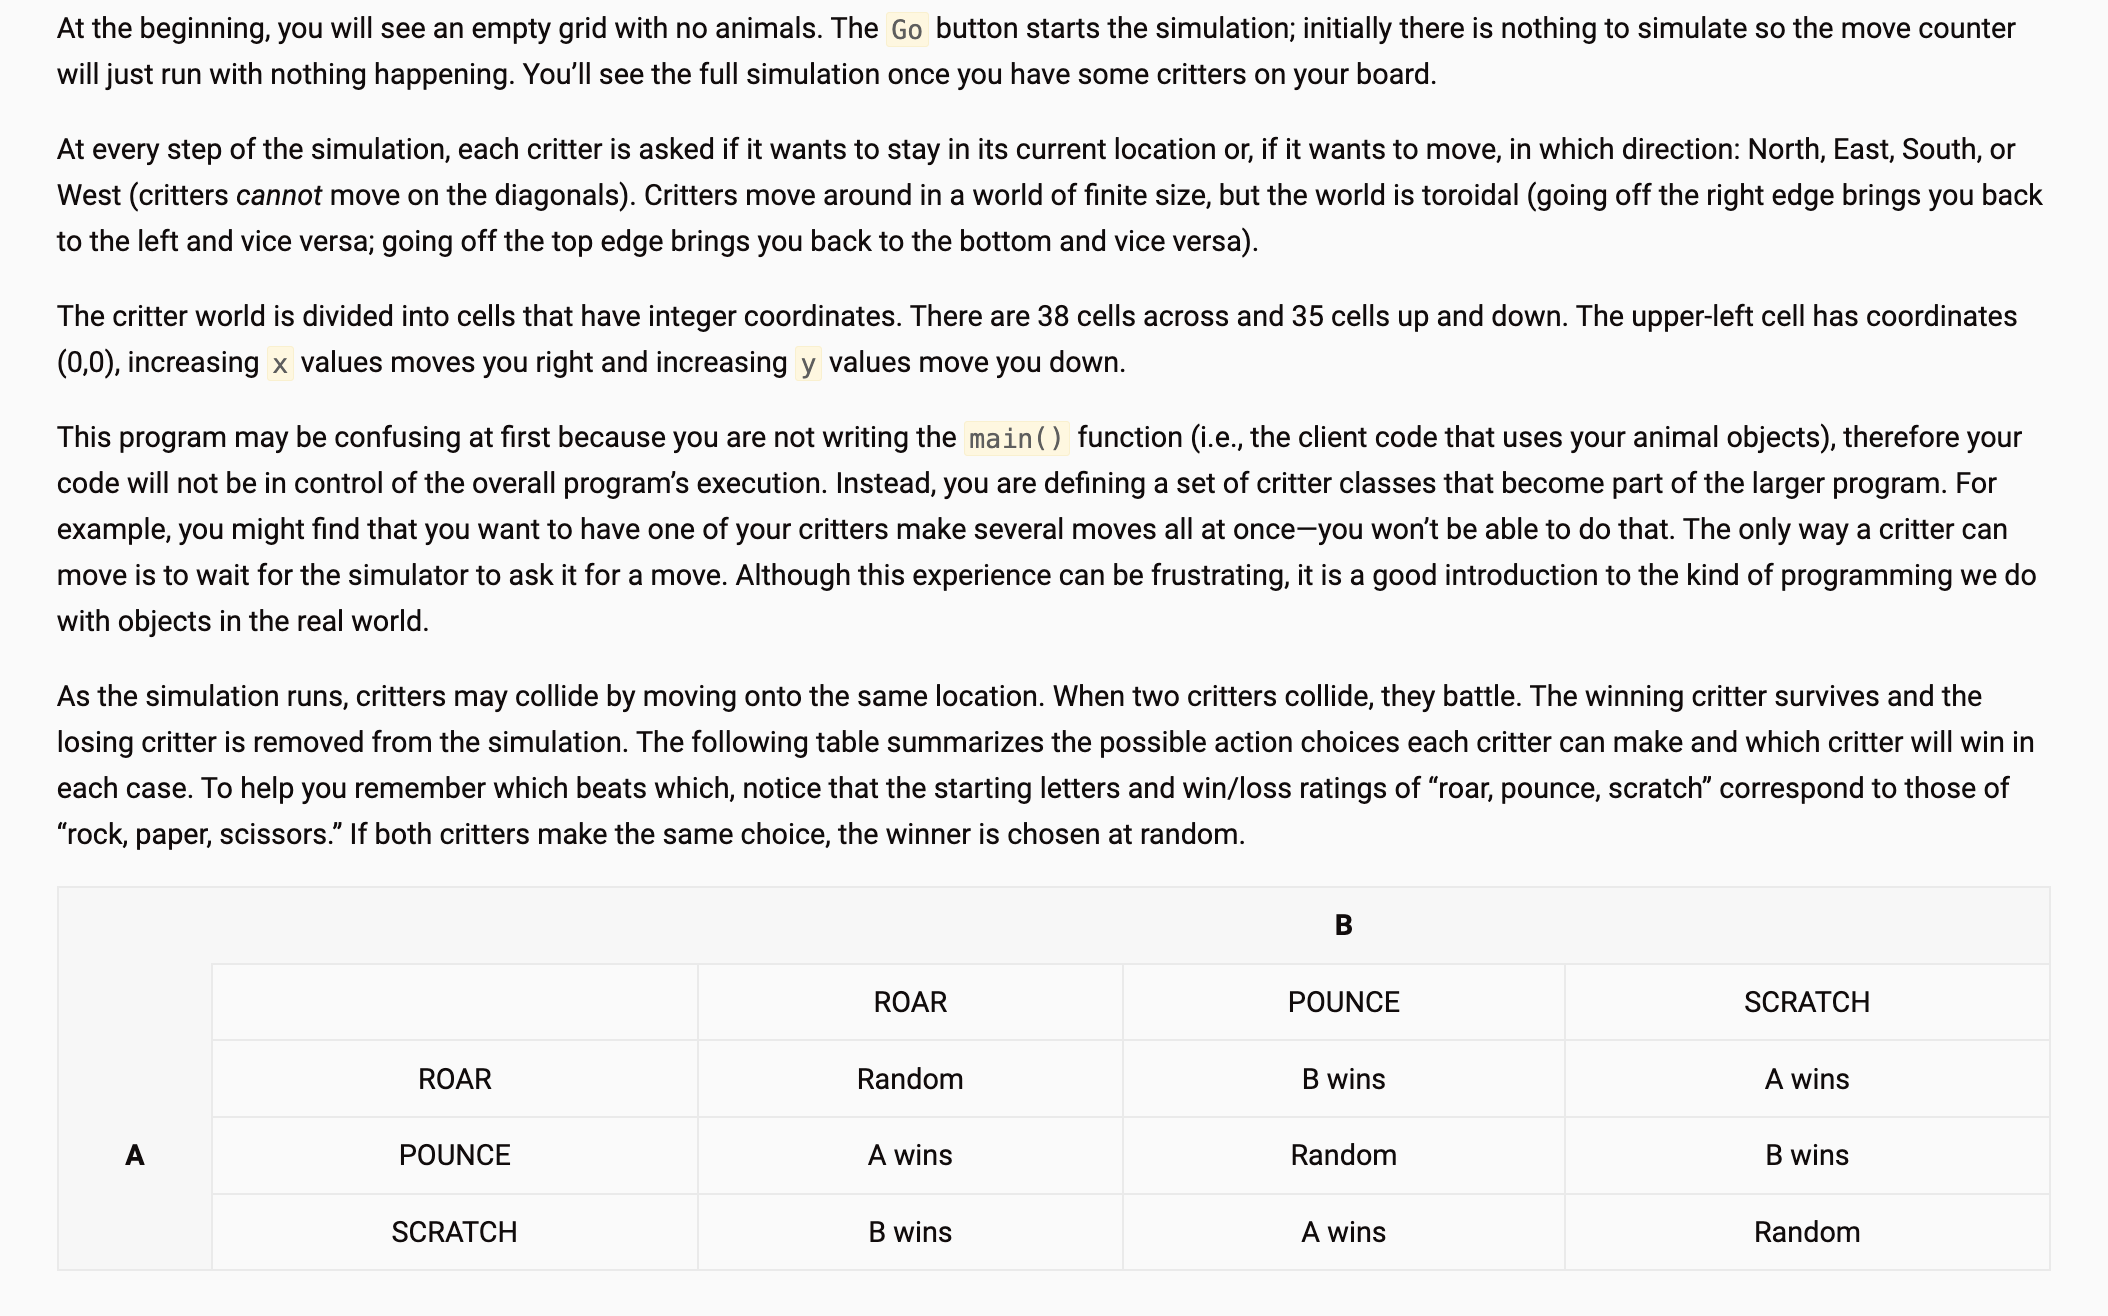 At the beginning, you will see an empty grid with no animals. The Go button starts the simulation; initially there is nothing to simulate so the move counter
will just run with nothing happening. You’ll see the full simulation once you have some critters on your board.
At every step of the simulation, each critter is asked if it wants to stay in its current location or, if it wants to move, in which direction: North, East, South, or
West (critters cannot move on the diagonals). Critters move around in a world of finite size, but the world is toroidal (going off the right edge brings you back
to the left and vice versa; going off the top edge brings you back to the bottom and vice versa).
The critter world is divided into cells that have integer coordinates. There are 38 cells across and 35 cells up and down. The upper-left cell has coordinates
(0,0), increasing x values moves you right and increasing y values move you down.
This program may be confusing at first because you are not writing the main() function (i.e., the client code that uses your animal objects), therefore your
code will not be in control of the overall program’s execution. Instead, you are defining a set of critter classes that become part of the larger program. For
example, you might find that you want to have one of your critters make several moves all at once—you won’t be able to do that. The only way a critter can
move is to wait for the simulator to ask it for a move. Although this experience can be frustrating, it is a good introduction to the kind of programming we do
with objects in the real world.
As the simulation runs, critters may collide by moving onto the same location. When two critters collide, they battle. The winning critter survives and the
losing critter is removed from the simulation. The following table summarizes the possible action choices each critter can make and which critter will win in
each case. To help you remember which beats which, notice that the starting letters and win/loss ratings of “roar, pounce, scratch” correspond to those of
“rock, paper, scissors.” If both critters make the same choice, the winner is chosen at random.
B
ROAR POUNCE SCRATCH
ROAR Random B wins A wins
A POUNCE A wins Random B wins
SCRATCH B wins A wins Random